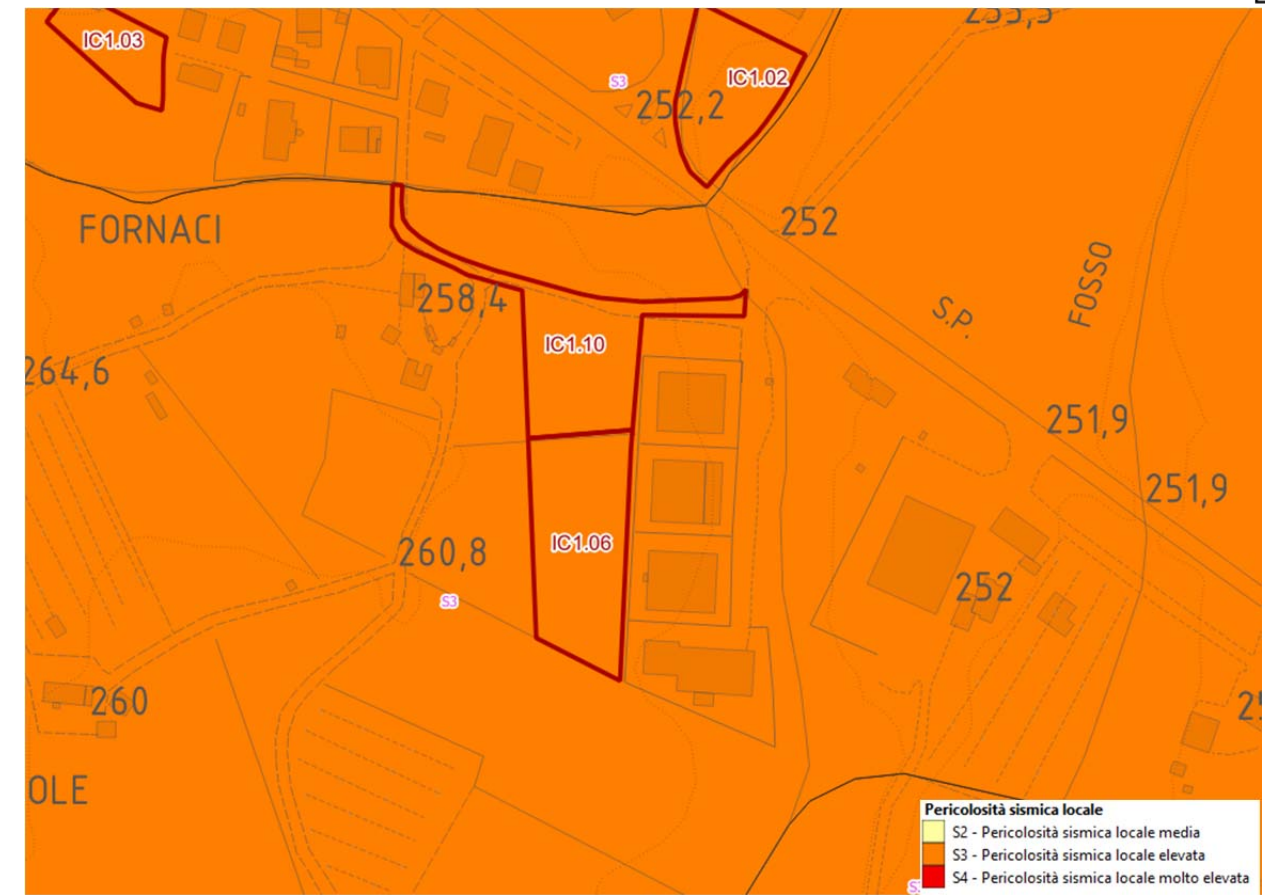 IC1.03
IC1.02
S3
252,2
FORNACI
252
258,4
S.P.
FOSSO
IC1.10
264,6
251,9
251,9
IC1.06
260,8
S3
252
260
OLE
Pericolosità sismica locale
S2 - Pericolosità sismica locale media
S3 - Pericolosità sismica locale elevata
S4 - Pericolosità sismica locale molto elevata